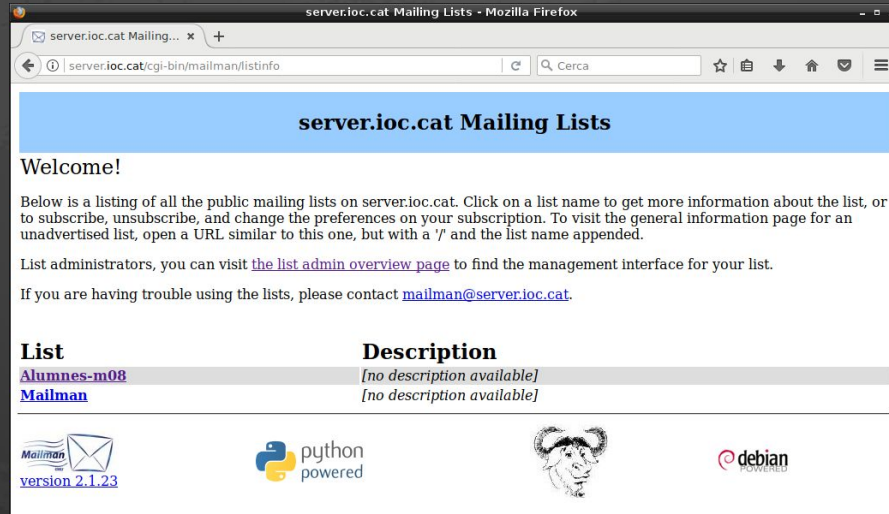 server.ioc.cat Mailing Lists - Mozilla Firefox
server.ioc.cat Mailing...
server.ioc.cat/cgi-bin/mailman/listinfo
Cerca
server.ioc.cat Mailing Lists
Welcome!
Below is a listing of all the public mailing lists on server.ioc.cat. Click on a list name to get more information about the list, or
to subscribe, unsubscribe, and change the preferences on your subscription. To visit the general information page for an
unadvertised list, open a URL similar to this one, but with a '/' and the list name appended.
List administrators, you can visit the list admin overview page to find the management interface for your list.
If you are having trouble using the lists, please contact mailman@server.ioc.cat.
List Description
Alumnes-m08 [no description available]
Mailman [no description available]
Mailman
version 2.1.23
python
powered
debian
POWERED